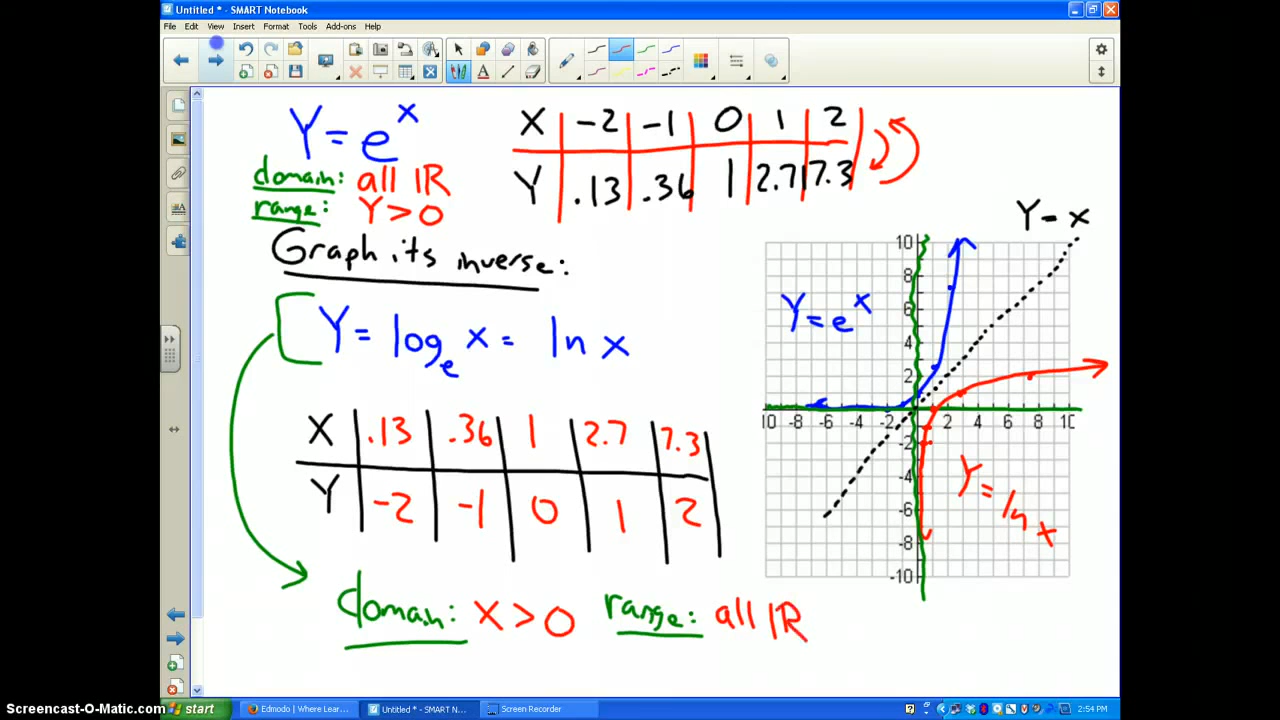 Untitled * - SMART Notebook
File Edit View Insert Format Tools Add-ons Help
Y = e^x
domain: all ℝ
range: Y > 0
X -2 -1 0 1 2
Y .13 .36 1 2.7 7.3
Graph its inverse:
Y = log_e x = ln x
X .13 .36 1 2.7 7.3
Y -2 -1 0 1 2
domain: x > 0 range: all ℝ
Y = x
Y = e^x
Y = ln x
10
8
6
4
2
10 -8 -6 -4 -2 2 4 6 8 10
-2
-4
-6
-8
-10
Screencast-O-Matic.com
start Edmodo | Where Lear... Untitled * - SMART N... Screen Recorder 2:54 PM